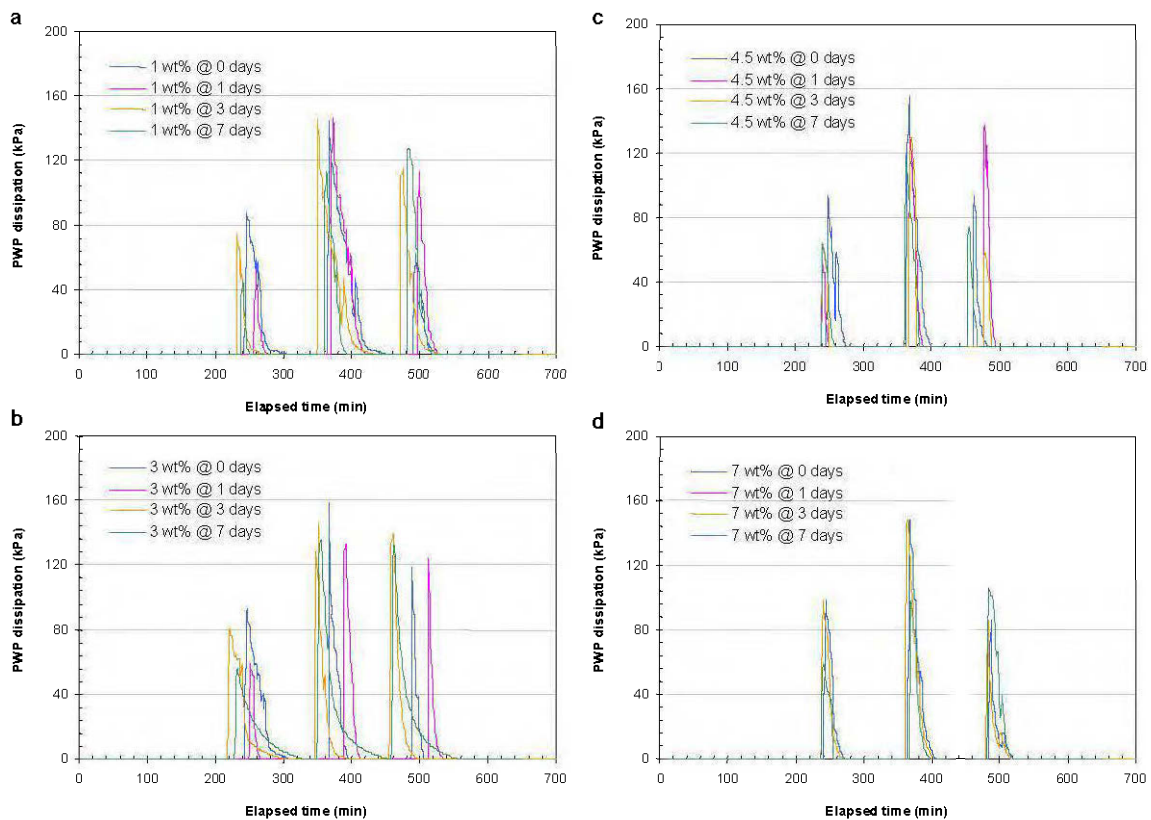 a
200
160
120
80
40
0
PWP dissipation (kPa)
1 wt% @ 0 days
1 wt% @ 1 days
1 wt% @ 3 days
1 wt% @ 7 days
0 100 200 300 400 500 600 700
Elapsed time (min)
b
200
160
120
80
40
0
PWP dissipation (kPa)
3 wt% @ 0 days
3 wt% @ 1 days
3 wt% @ 3 days
3 wt% @ 7 days
0 100 200 300 400 500 600 700
Elapsed time (min)
c
200
160
120
80
40
0
PWP dissipation (kPa)
4.5 wt% @ 0 days
4.5 wt% @ 1 days
4.5 wt% @ 3 days
4.5 wt% @ 7 days
0 100 200 300 400 500 600 700
Elapsed time (min)
d
200
160
120
80
40
0
PWP dissipation (kPa)
7 wt% @ 0 days
7 wt% @ 1 days
7 wt% @ 3 days
7 wt% @ 7 days
0 100 200 300 400 500 600 700
Elapsed time (min)